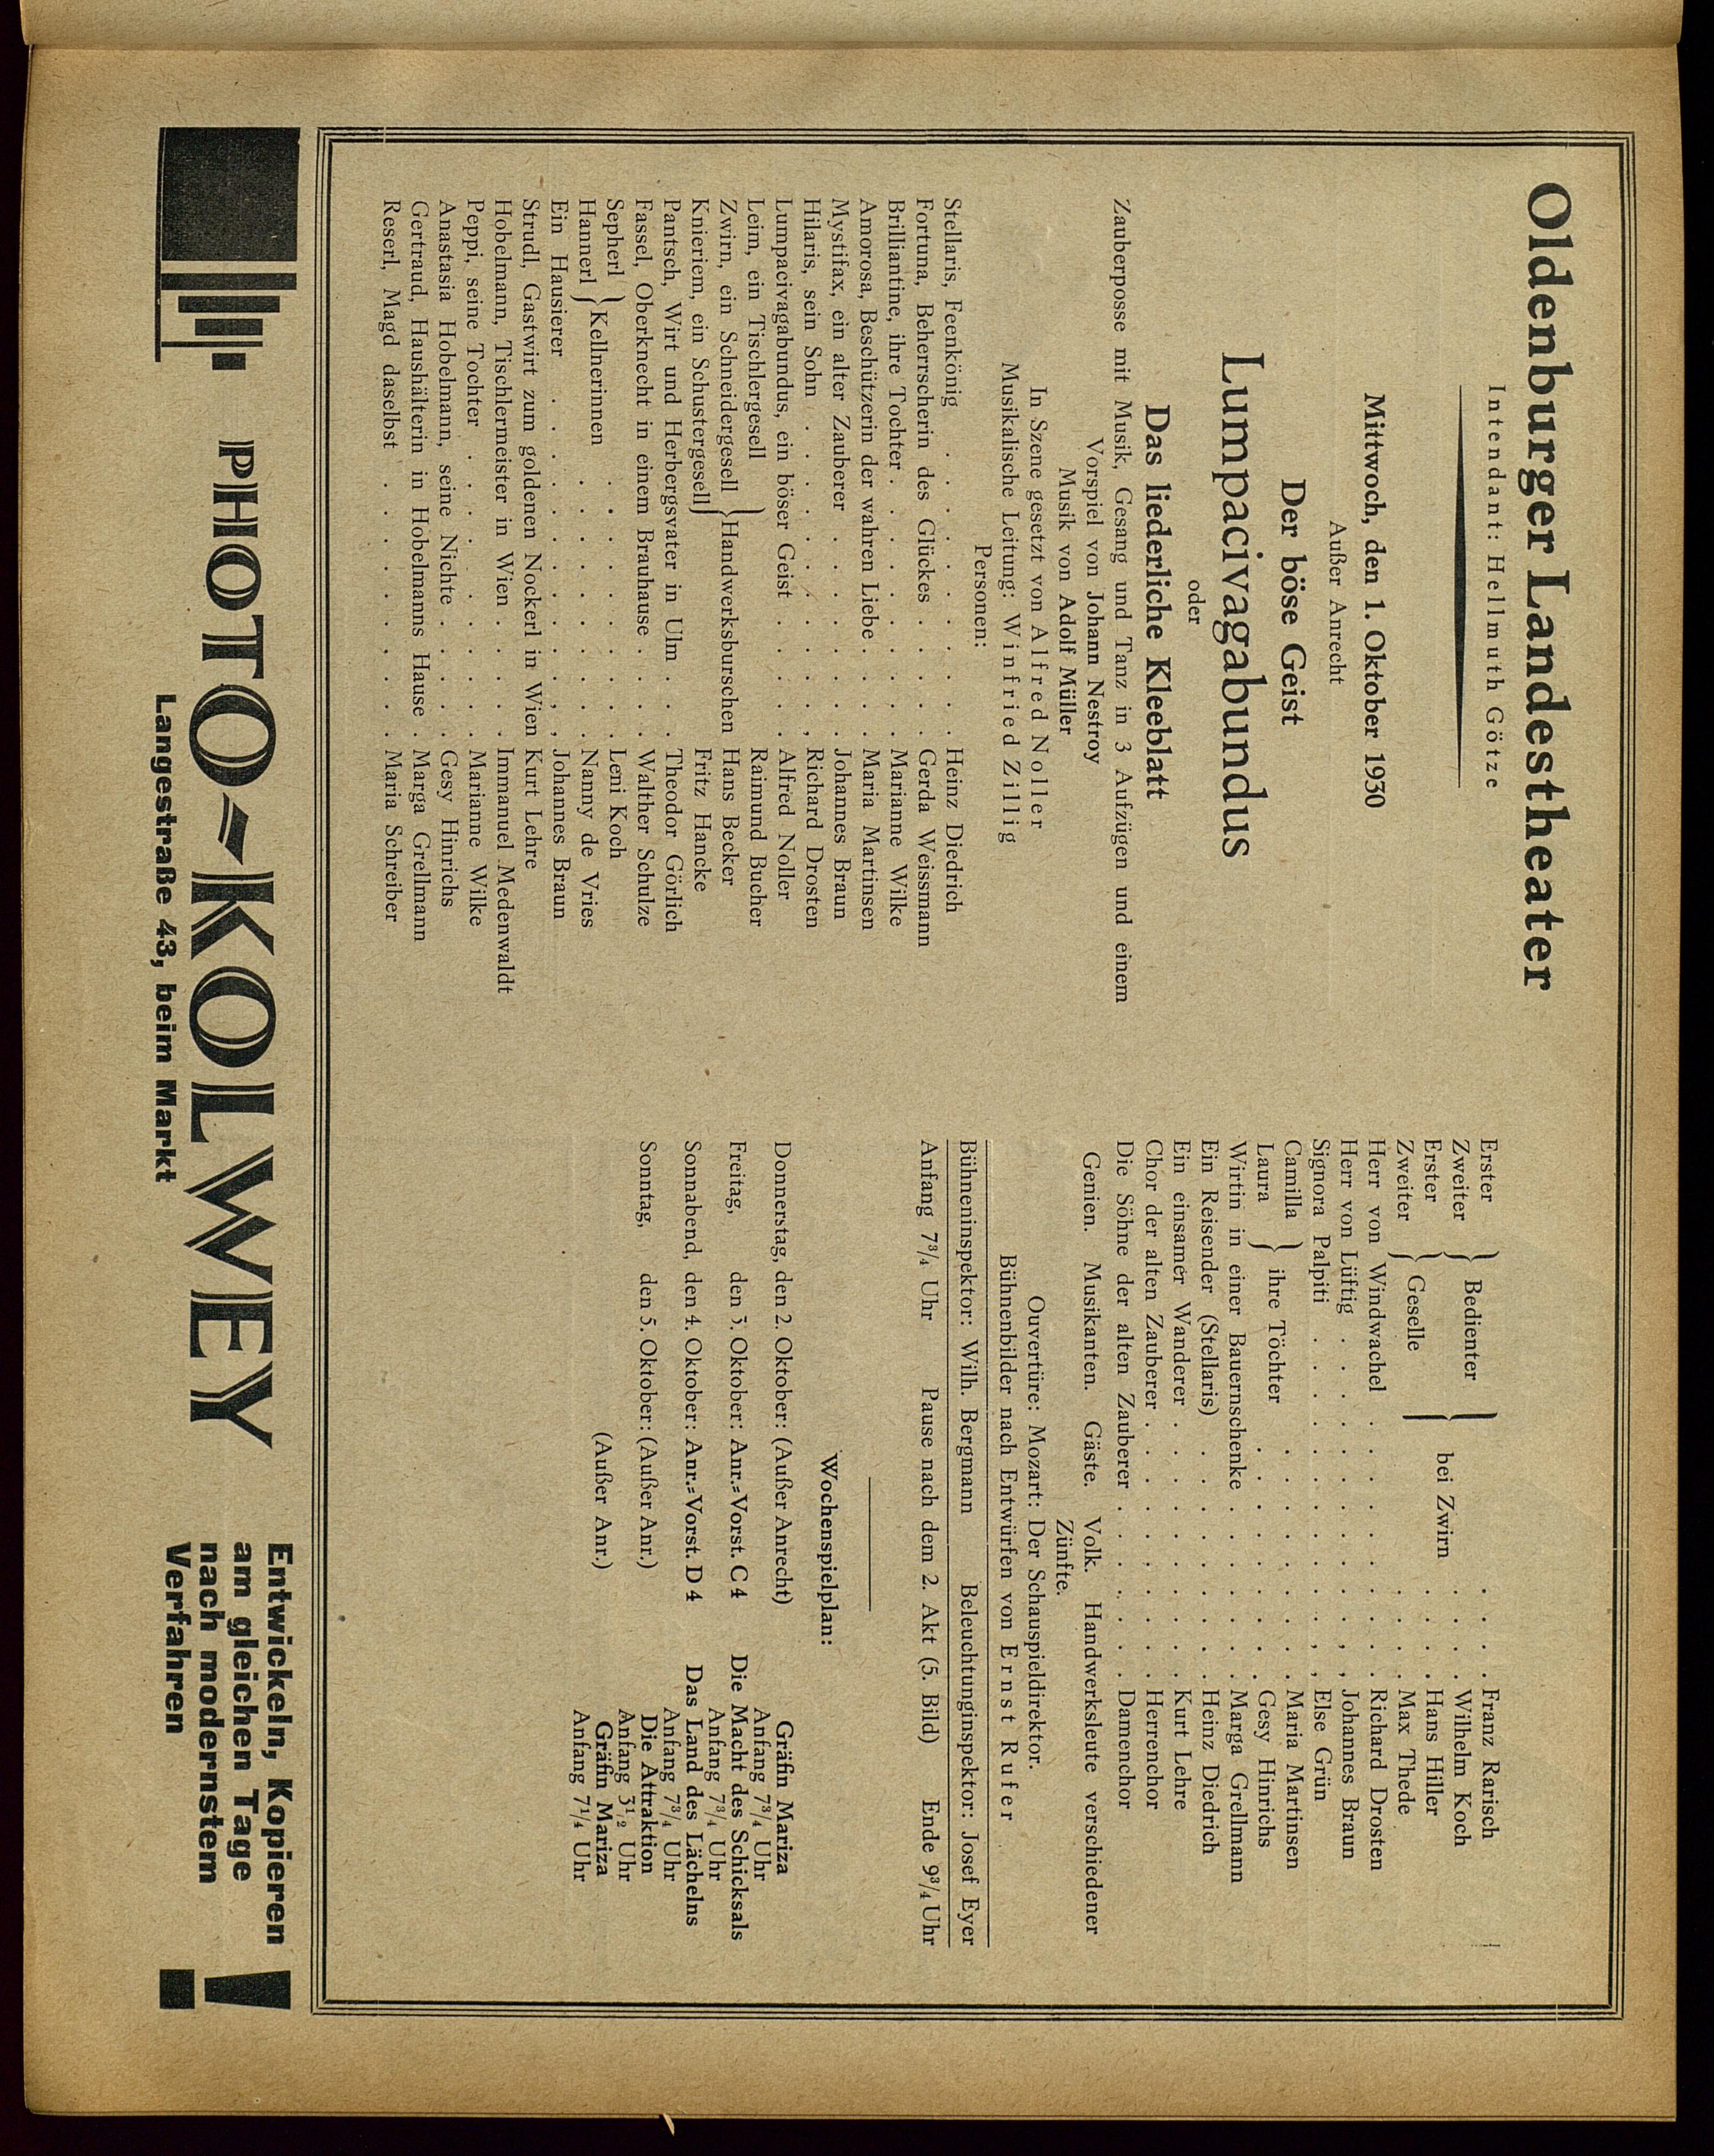 Oldenburger Landestheater
Intendant: Hellmuth Götze
Mittwoch, den 1. Oktober 1930
Außer Anrecht
Der böse Geist
Lumpacivagabundus
oder
Das liederliche Kleeblatt
Zauberposse mit Musik, Gesang und Tanz in 3 Aufzügen und einem
Vorspiel von Johann Nestroy
Musik von Adolf Müller
In Szene gesetzt von Alfred Noller
Musikalische Leitung: Winfried Zillig
Personen:
Stellaris, Feenkönig . . . . . . . . Heinz Diedrich
Fortuna, Beherrscherin des Glückes . . . . Gerda Weissmann
Brilliantine, ihre Tochter . . . . . . . Marianne Wilke
Amorosa, Beschützerin der wahren Liebe . . . Maria Martinsen
Mystifax, ein alter Zauberer . . . . . . Johannes Braun
Hilaris, sein Sohn . . . . . . . . , Richard Drosten
Lumpacivagabundus, ein böser Geist . . . . Alfred Noller
Leim, ein Tischlergesell } Raimund Bucher
Zwirn, ein Schneidergesell } Handwerksburschen Hans Becker
Knieriem, ein Schustergesell } Fritz Hancke
Pantsch, Wirt und Herbergsvater in Ulm . . . Theodor Görlich
Fassel, Oberknecht in einem Brauhause . . . . Walther Schulze
Sepherl } Kellnerinnen . . . . . . . Leni Koch
Hannerl } . . . . . . . Nanny de Vries
Ein Hausierer . . . . . . . . . , Johannes Braun
Strudl, Gastwirt zum goldenen Nockerl in Wien Kurt Lehre
Hobelmann, Tischlermeister in Wien . . . . Immanuel Medenwaldt
Peppi, seine Tochter . . . . . . . . Marianne Wilke
Anastasia Hobelmann, seine Nichte . . . . . Gesy Hinrichs
Gertraud, Haushälterin in Hobelmanns Hause . Marga Grellmann
Reserl, Magd daselbst . . . . . . . . Maria Schreiber
Erster } Bedienter } bei Zwirn . . . . Franz Rarisch
Zweiter } . . . . Wilhelm Koch
Erster } Geselle . . . . Hans Hiller
Zweiter } . . . . Max Thede
Herr von Windwachel . . . . . . . . Richard Drosten
Herr von Lüftig . . . . . . . . , , Johannes Braun
Signora Palpiti . . . . . . . . . , , Else Grün
Camilla } ihre Töchter . . . . . . . Maria Martinsen
Laura } . . . . . . . Gesy Hinrichs
Wirtin in einer Bauernschenke . . . . . . Marga Grellmann
Ein Reisender (Stellaris) . . . . . . . Heinz Diedrich
Ein einsamer Wanderer . . . . . . . . Kurt Lehre
Chor der alten Zauberer . . . . . . . . Herrenchor
Die Söhne der alten Zauberer . . . . . . Damenchor
Genien. Musikanten. Gäste. Volk. Handwerksleute verschiedener
Zünfte.
Ouvertüre: Mozart: Der Schauspieldirektor.
Bühnenbilder nach Entwürfen von Ernst Rufer
Bühneninspektor: Wilh. Bergmann Beleuchtunginspektor: Josef Eyer
Anfang 7¾ Uhr Pause nach dem 2. Akt (5. Bild) Ende 9¾ Uhr
Wochenspielplan:
Donnerstag, den 2. Oktober: (Außer Anrecht) Gräfin Mariza
Anfang 7¾ Uhr
Freitag, den 3. Oktober: Anr.=Vorst. C 4 Die Macht des Schicksals
Anfang 7¾ Uhr
Sonnabend, den 4. Oktober: Anr.=Vorst. D 4 Das Land des Lächelns
Anfang 7¾ Uhr
Sonntag, den 5. Oktober: (Außer Anr.) Die Attraktion
Anfang 3½ Uhr
(Außer Anr.) Gräfin Mariza
Anfang 7¼ Uhr
PHOTO-KOLWEY
Langestraße 43, beim Markt
Entwickeln, Kopieren
am gleichen Tage
nach modernstem
Verfahren !